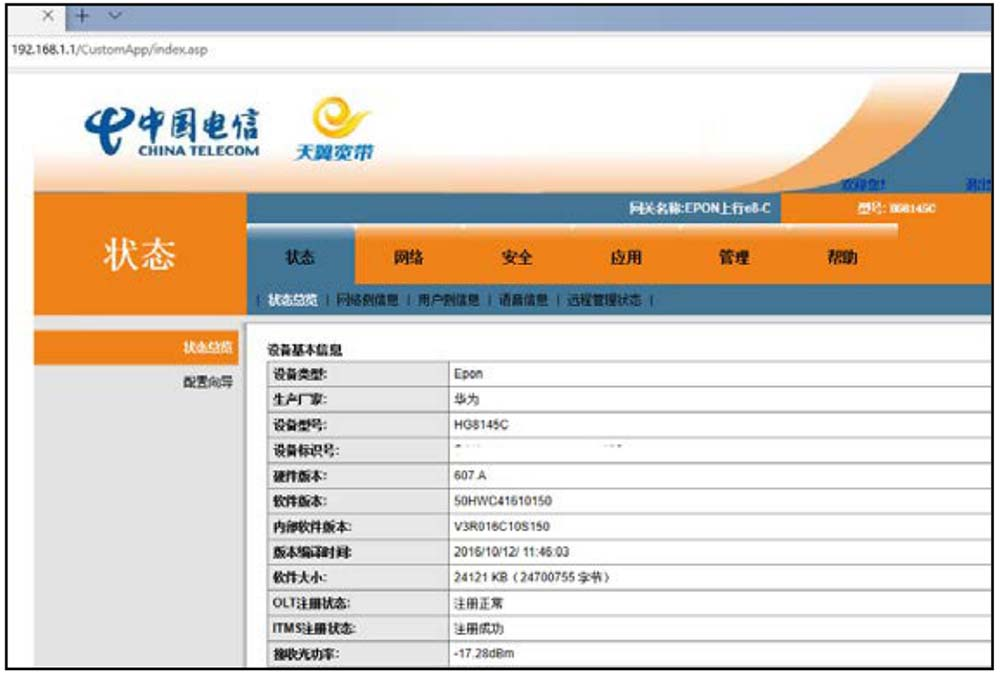 192.168.1.1/CustomApp/index.asp
中国电信
CHINA TELECOM
天翼宽带
欢迎您!
退出
网关名称:EPON上行e8-C
型号: HG8145C
状态
状态
网络
安全
应用
管理
帮助
| 状态总览 | 网络侧信息 | 用户侧信息 | 语音信息 | 远程管理状态 |
状态总览
配置向导
设备基本信息
设备类型: Epon
生产厂家: 华为
设备型号: HG8145C
设备标识号:
硬件版本: 607.A
软件版本: 50HWC41610150
内部软件版本: V3R016C10S150
版本编译时间: 2016/10/12/ 11:46:03
软件大小: 24121 KB（24700755 字节）
OLT注册状态: 注册正常
ITMS注册状态: 注册成功
接收光功率: -17.28dBm